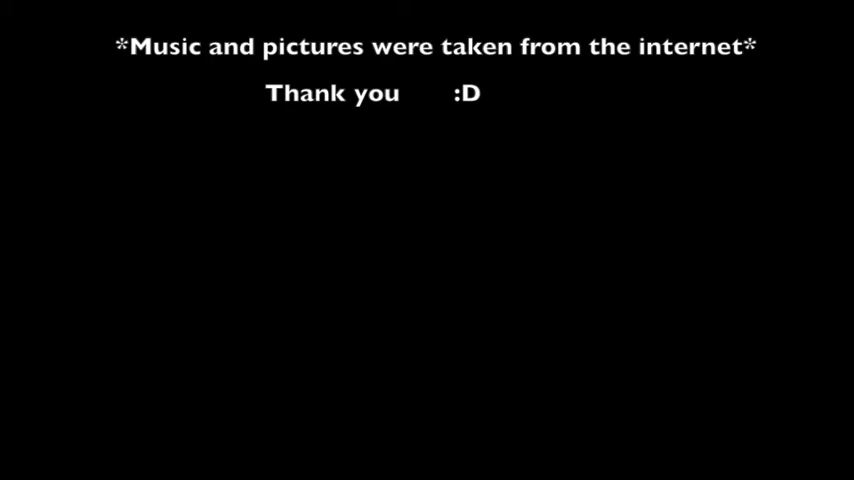 *Music and pictures were taken from the internet*
Thank you :D